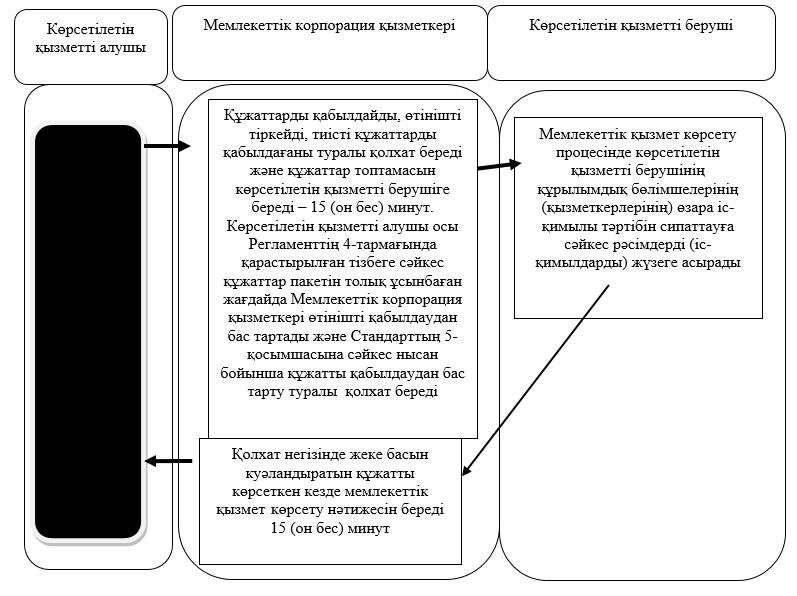 Көрсетілетін
қызметті алушы
Мемлекеттік корпорация қызметкері
Көрсетілетін қызметті беруші
Құжаттарды қабылдайды, өтінішті
тіркейді, тиісті құжаттарды
қабылдағаны туралы қолхат береді
және құжаттар топтамасын
көрсетілетін қызметті берушіге
береді – 15 (он бес) минут.
Көрсетілетін қызметті алушы осы
Регламенттің 4-тармағында
қарастырылған тізбеге сәйкес
құжаттар пакетін толық ұсынбаған
жағдайда Мемлекеттік корпорация
қызметкері өтінішті қабылдаудан
бас тартады және Стандарттың 5-
қосымшасына сәйкес нысан
бойынша құжатты қабылдаудан бас
тарту туралы қолхат береді
Мемлекеттік қызмет көрсету
процесінде көрсетілетін
қызметті берушінің
құрылымдық бөлімшелерінің
(қызметкерлерінің) өзара іс-
қимылы тәртібін сипаттауға
сәйкес рәсімдерді (іс-
қимылдарды) жүзеге асырады
Қолхат негізінде жеке басын
куәландыратын құжатты
көрсеткен кезде мемлекеттік
қызмет көрсету нәтижесін береді
15 (он бес) минут